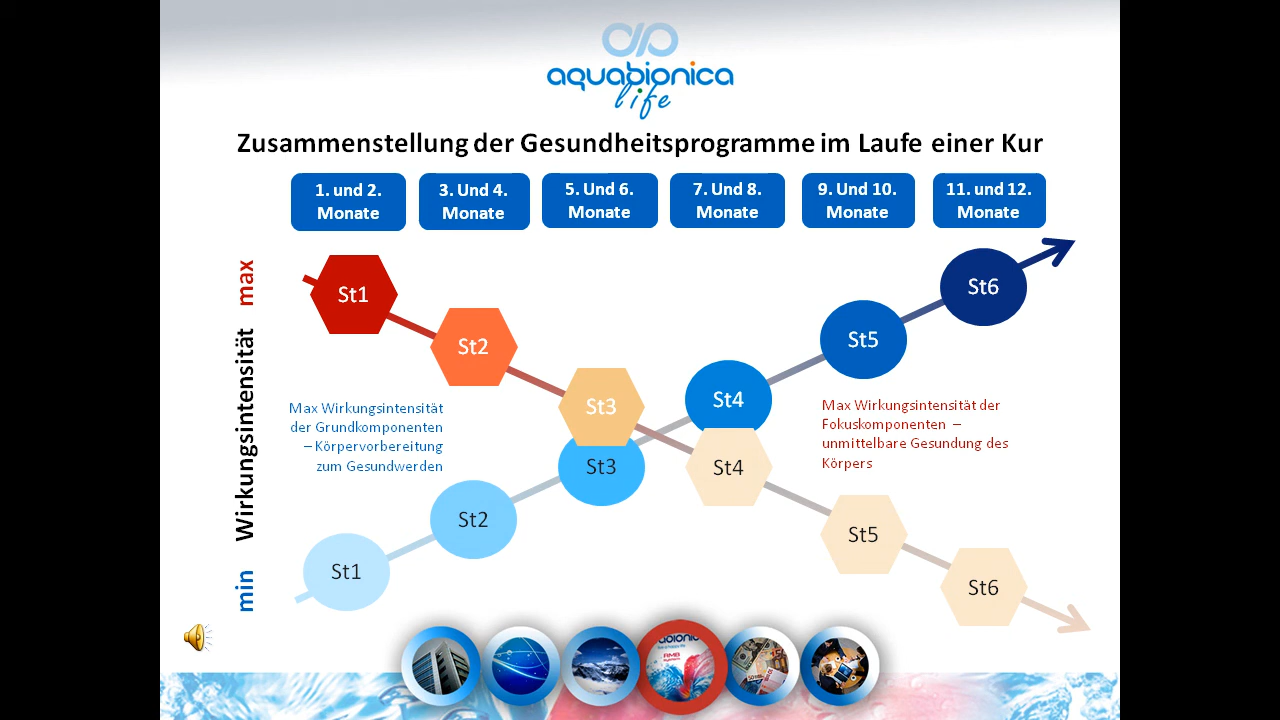 aquabionica
life
Zusammenstellung der Gesundheitsprogramme im Laufe einer Kur
1. und 2.
Monate
3. Und 4.
Monate
5. Und 6.
Monate
7. Und 8.
Monate
9. Und 10.
Monate
11. und 12.
Monate
min Wirkungsintensität max
St1
St2
St3
St4
St5
St6
Max Wirkungsintensität
der Grundkomponenten
– Körpervorbereitung
zum Gesundwerden
Max Wirkungsintensität der
Fokuskomponenten –
unmittelbare Gesundung des
Körpers
St1
St2
St3
St4
St5
St6
RMB